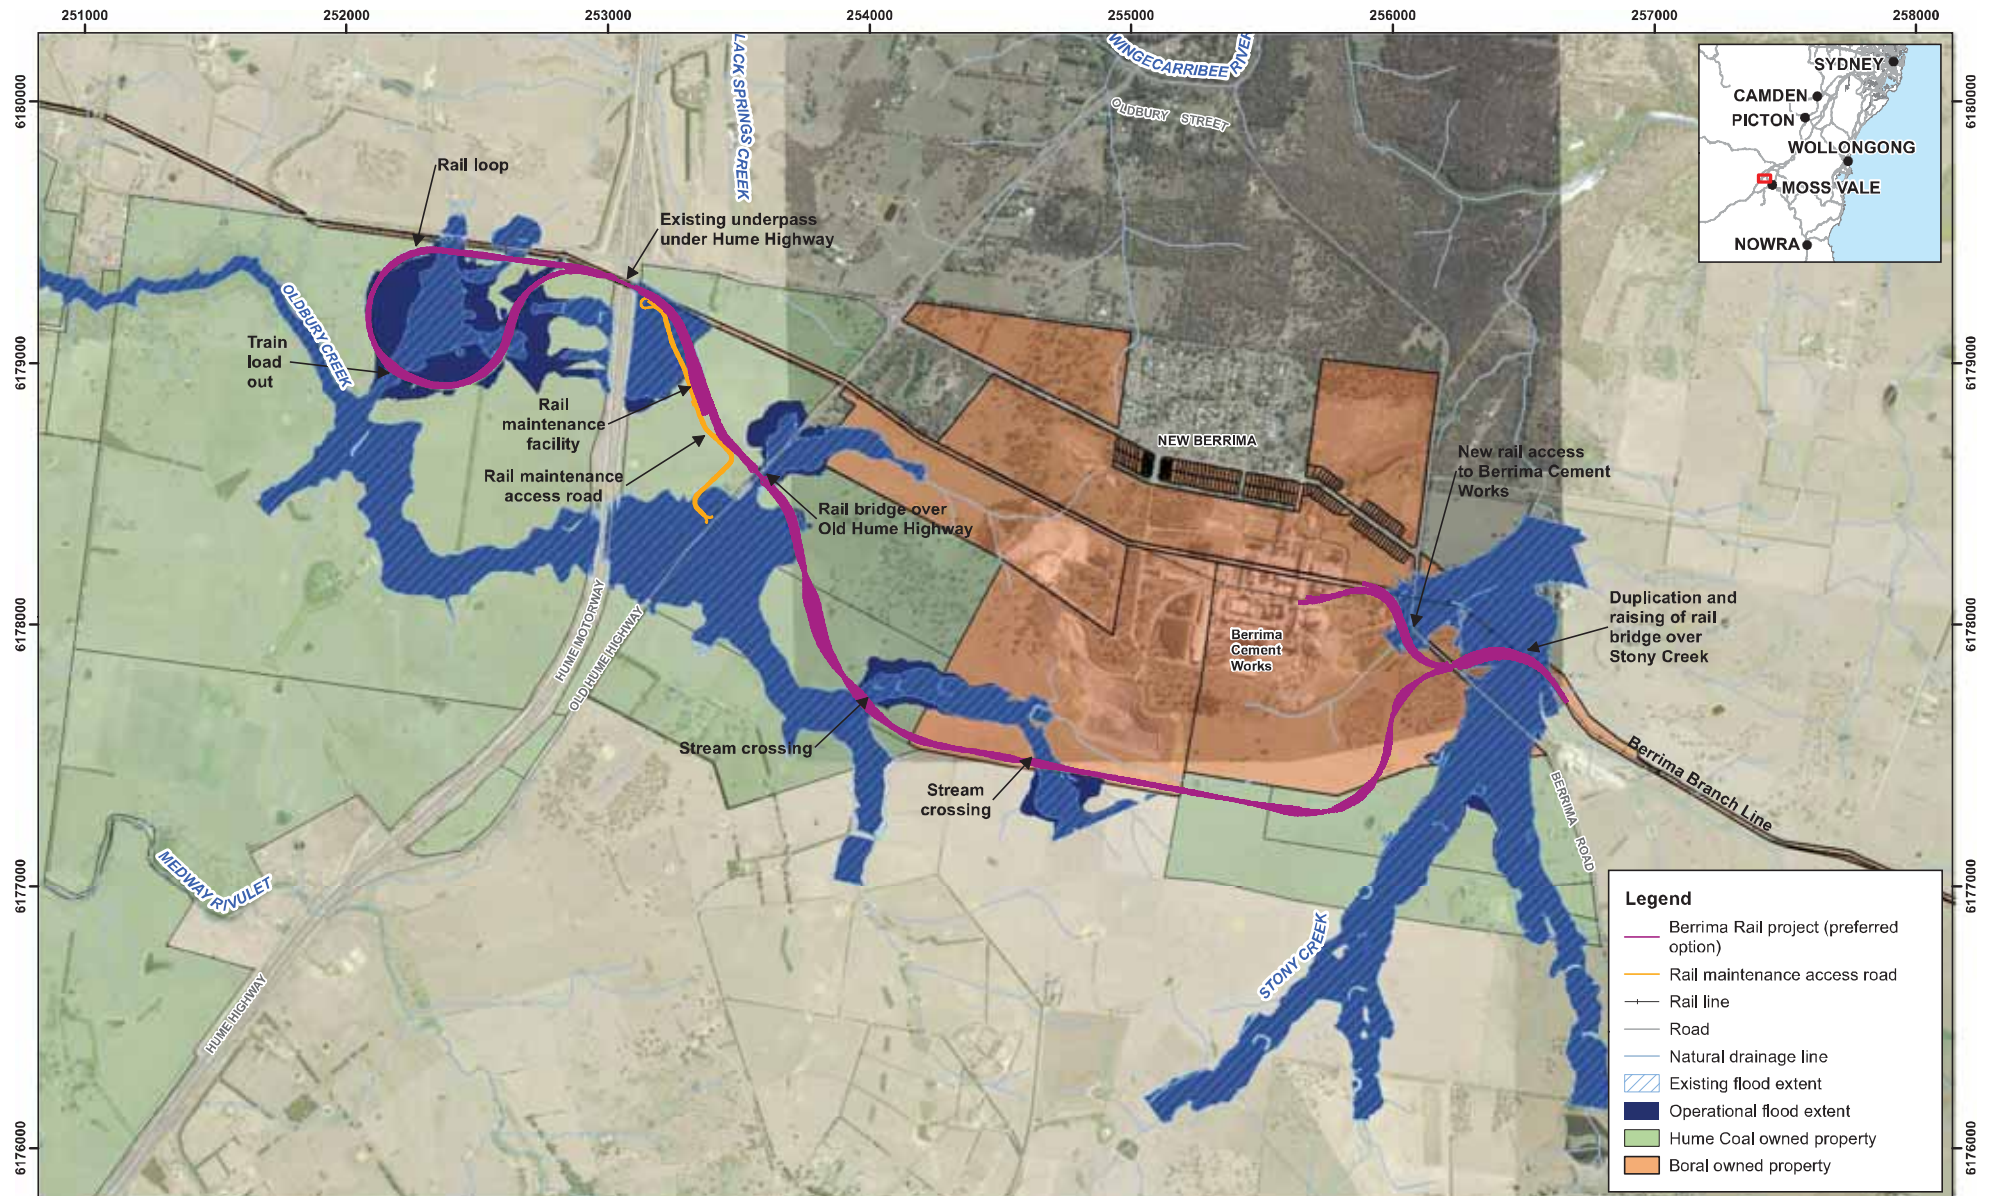 251000
252000
253000
254000
255000
256000
257000
258000
6180000
6179000
6178000
6177000
6176000
6180000
6179000
6178000
6177000
6176000
SYDNEY
CAMDEN
PICTON
WOLLONGONG
MOSS VALE
NOWRA
LACK SPRINGS CREEK
WINGECARRIBEE RIVER
OLDBURY STREET
Rail loop
Existing underpass
under Hume Highway
OLDBURY CREEK
Train
load
out
Rail
maintenance
facility
Rail maintenance
access road
NEW BERRIMA
New rail access
to Berrima Cement
Works
Rail bridge over
Old Hume Highway
HUME MOTORWAY
OLD HUME HIGHWAY
Berrima
Cement
Works
Duplication and
raising of rail
bridge over
Stony Creek
Stream crossing
Stream
crossing
Berrima Branch Line
BERRIMA ROAD
MEDWAY RIVULET
HUME HIGHWAY
STONY CREEK
Legend
Berrima Rail project (preferred
option)
Rail maintenance access road
Rail line
Road
Natural drainage line
Existing flood extent
Operational flood extent
Hume Coal owned property
Boral owned property